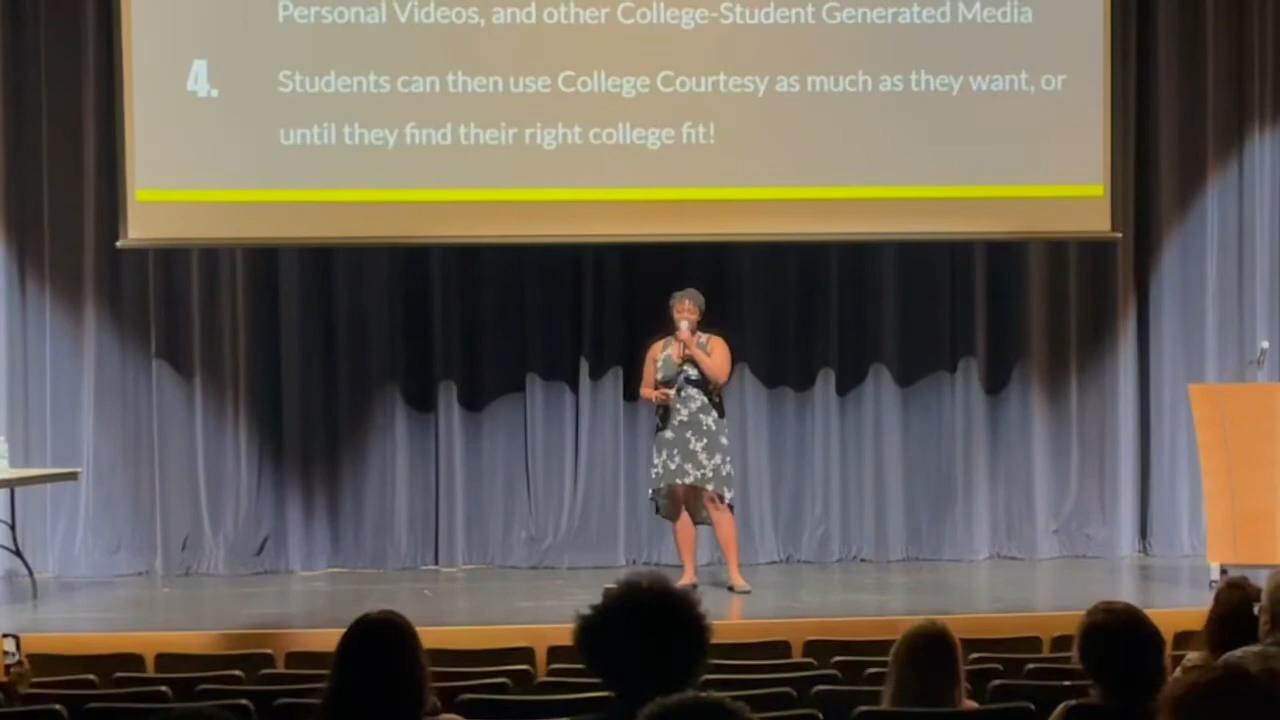 Personal Videos, and other College-Student Generated Media
4. Students can then use College Courtesy as much as they want, or
until they find their right college fit!